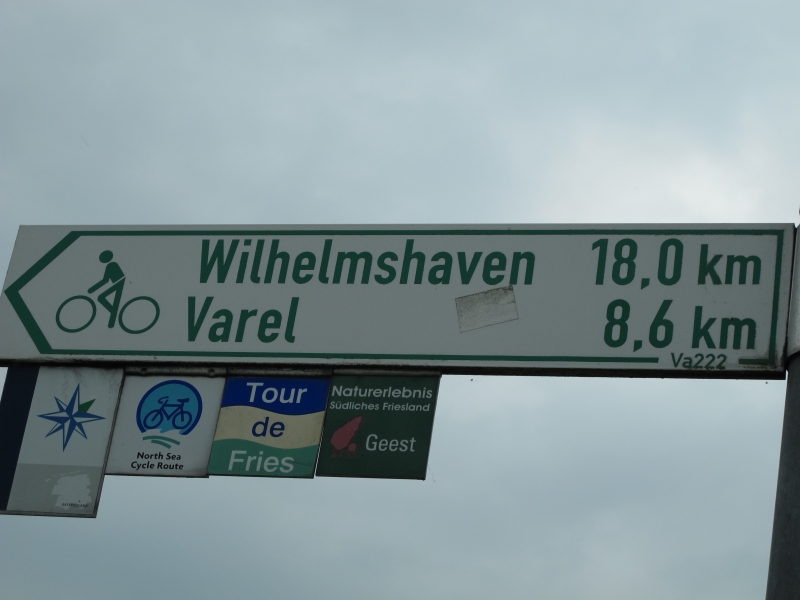 Wilhelmshaven 18,0 km
Varel 8,6 km
Va222
North Sea
Cycle Route
Tour
de
Fries
Naturerlebnis
Südliches Friesland
Geest